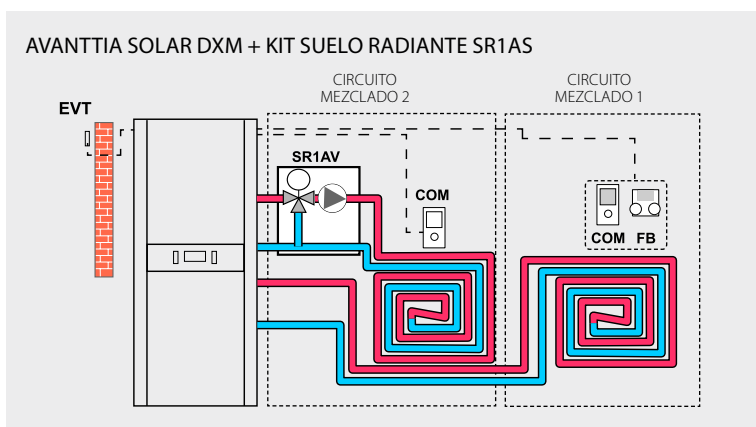 AVANTTIA SOLAR DXM + KIT SUELO RADIANTE SR1AS
CIRCUITO
MEZCLADO 2
CIRCUITO
MEZCLADO 1
EVT
SR1AV
COM
COM FB